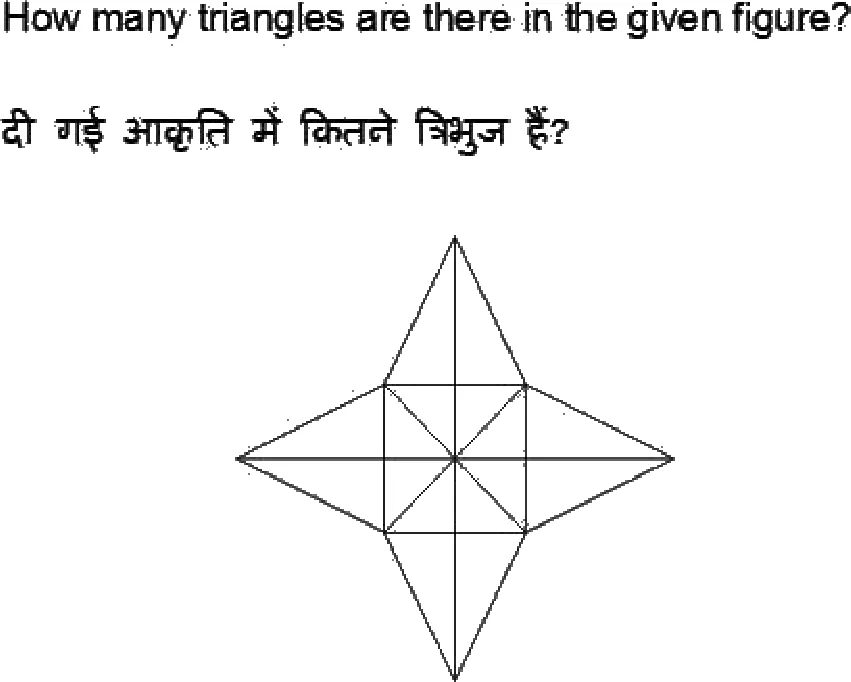 How many triangles are there in the given figure?
दी गई आकृति में कितने त्रिभुज हैं?